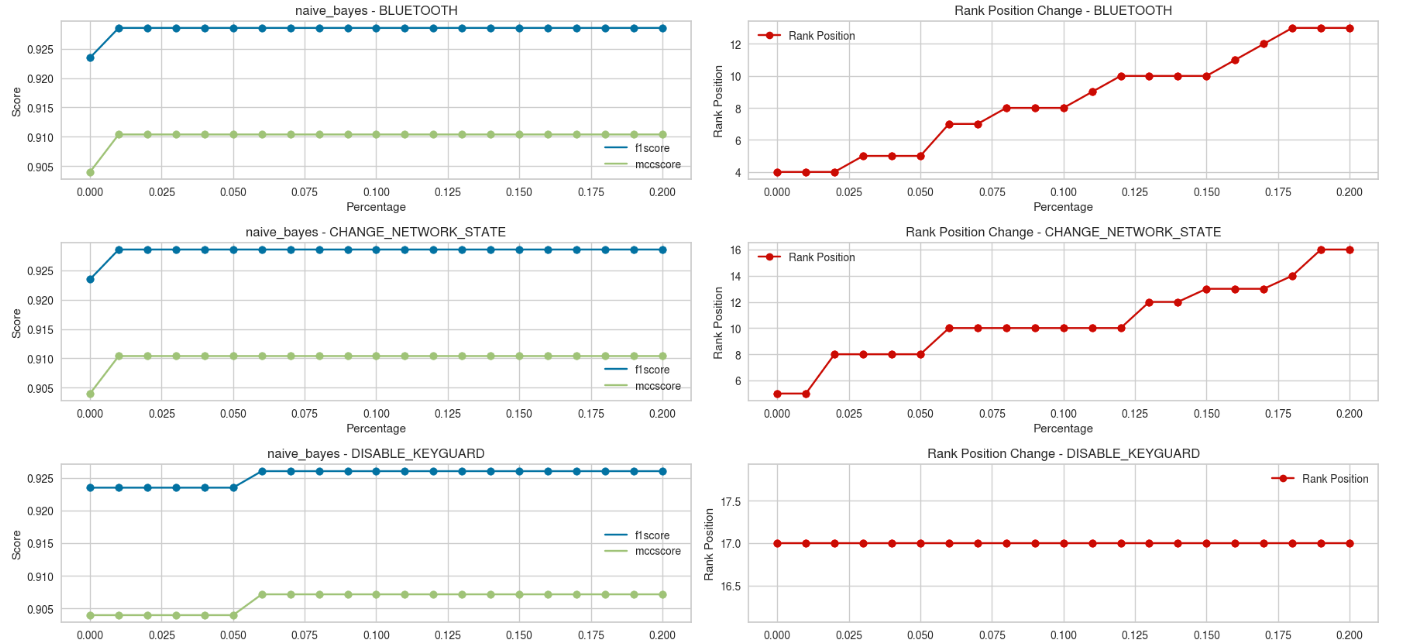 naive_bayes - BLUETOOTH
Score
0.925
0.920
0.915
0.910
0.905
f1score
mccscore
0.000 0.025 0.050 0.075 0.100 0.125 0.150 0.175 0.200
Percentage
Rank Position Change - BLUETOOTH
Rank Position
12
10
8
6
4
Rank Position
0.000 0.025 0.050 0.075 0.100 0.125 0.150 0.175 0.200
Percentage
naive_bayes - CHANGE_NETWORK_STATE
Score
0.925
0.920
0.915
0.910
0.905
f1score
mccscore
0.000 0.025 0.050 0.075 0.100 0.125 0.150 0.175 0.200
Percentage
Rank Position Change - CHANGE_NETWORK_STATE
Rank Position
16
14
12
10
8
6
Rank Position
0.000 0.025 0.050 0.075 0.100 0.125 0.150 0.175 0.200
Percentage
naive_bayes - DISABLE_KEYGUARD
Score
0.925
0.920
0.915
0.910
0.905
f1score
mccscore
0.000 0.025 0.050 0.075 0.100 0.125 0.150 0.175 0.200
Rank Position Change - DISABLE_KEYGUARD
Rank Position
17.5
17.0
16.5
Rank Position
0.000 0.025 0.050 0.075 0.100 0.125 0.150 0.175 0.200